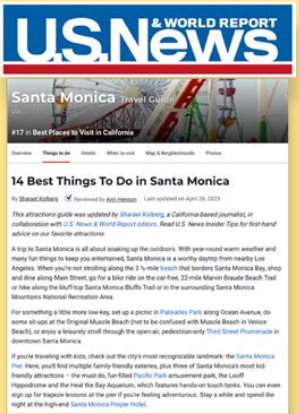 U.S. News & WORLD REPORT
Santa Monica Travel Guide
#17 in Best Places to Visit in California
Overview Things to do Hotels When to visit Map & Neighborhoods Photos
14 Best Things To Do in Santa Monica
By Sharael Kolberg Reviewed by Ann Henson Last updated on April 26, 2023
This attractions guide was updated by Sharael Kolberg, a California-based journalist, in
collaboration with U.S. News & World Report editors. Read U.S. News Insider Tips for first-hand
advice on our favorite attractions.
A trip to Santa Monica is all about soaking up the outdoors. With year-round warm weather and
many fun things to keep you entertained, Santa Monica is a worthy daytrip from nearby Los
Angeles. When you're not strolling along the 3 ½-mile beach that borders Santa Monica Bay, shop
and dine along Main Street, go for a bike ride on the car-free, 22-mile Marvin Braude Beach Trail
or hike along the bluff-top Santa Monica Bluffs Trail or in the surrounding Santa Monica
Mountains National Recreation Area.
For something a little more low-key, set up a picnic in Palisades Park along Ocean Avenue, do
some sit ups at the Original Muscle Beach (not to be confused with Muscle Beach in Venice
Beach), or enjoy a leisurely stroll through the open-air, pedestrian-only Third Street Promenade in
downtown Santa Monica.
If you're traveling with kids, check out the city's most recognizable landmark: the Santa Monica
Pier. Here, you'll find multiple family friendly eateries, plus three of Santa Monica's most kid-
friendly attractions – the must-do, fun-filled Pacific Park amusement park, the Looff
Hippodrome and the Heal the Bay Aquarium, which features hands-on touch tanks. You can even
sign up for trapeze lessons at the pier if you're feeling adventurous. Stay a while and spend the
night at the high-end Santa Monica Proper Hotel.